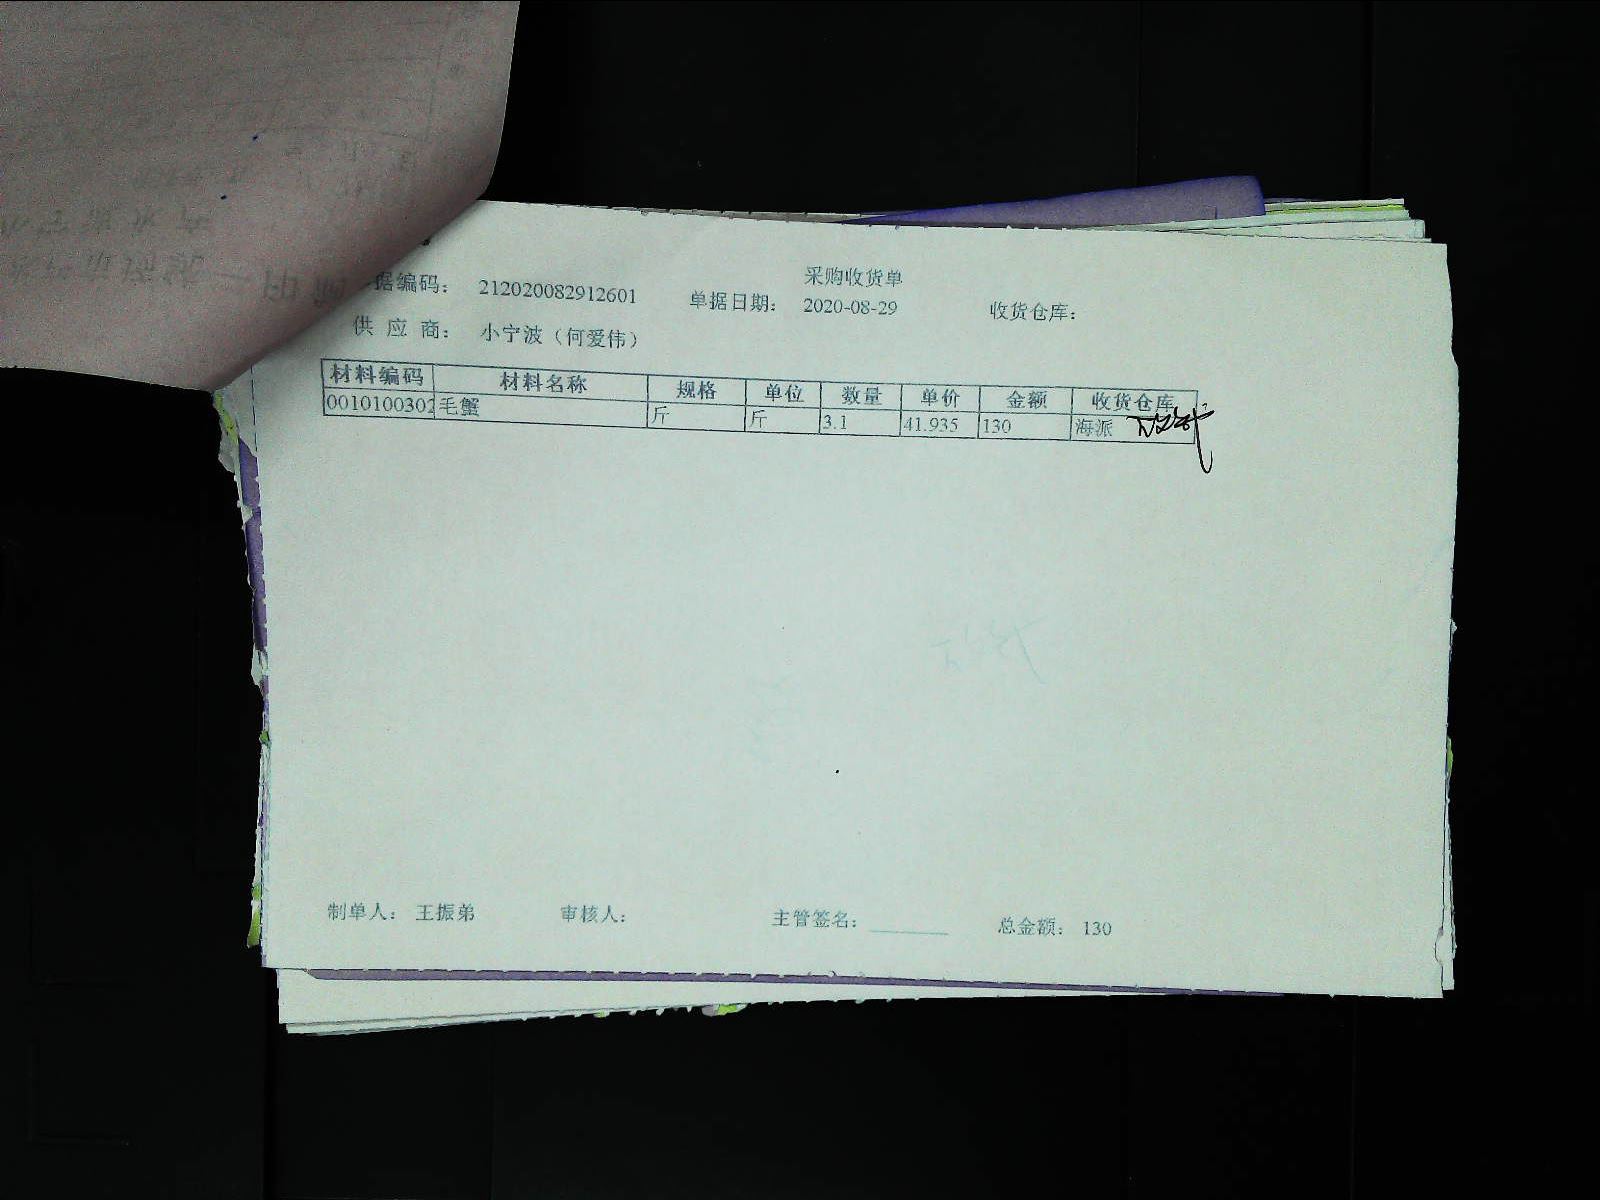 采购收货单
据编码： 212020082912601 单据日期： 2020-08-29 收货仓库：
供 应 商： 小宁波（何爱伟）
材料编码 材料名称 规格 单位 数量 单价 金额 收货仓库
0010100302 毛蟹 斤 斤 3.1 41.935 130 海派
制单人： 王振弟 审核人： 主管签名： 总金额： 130